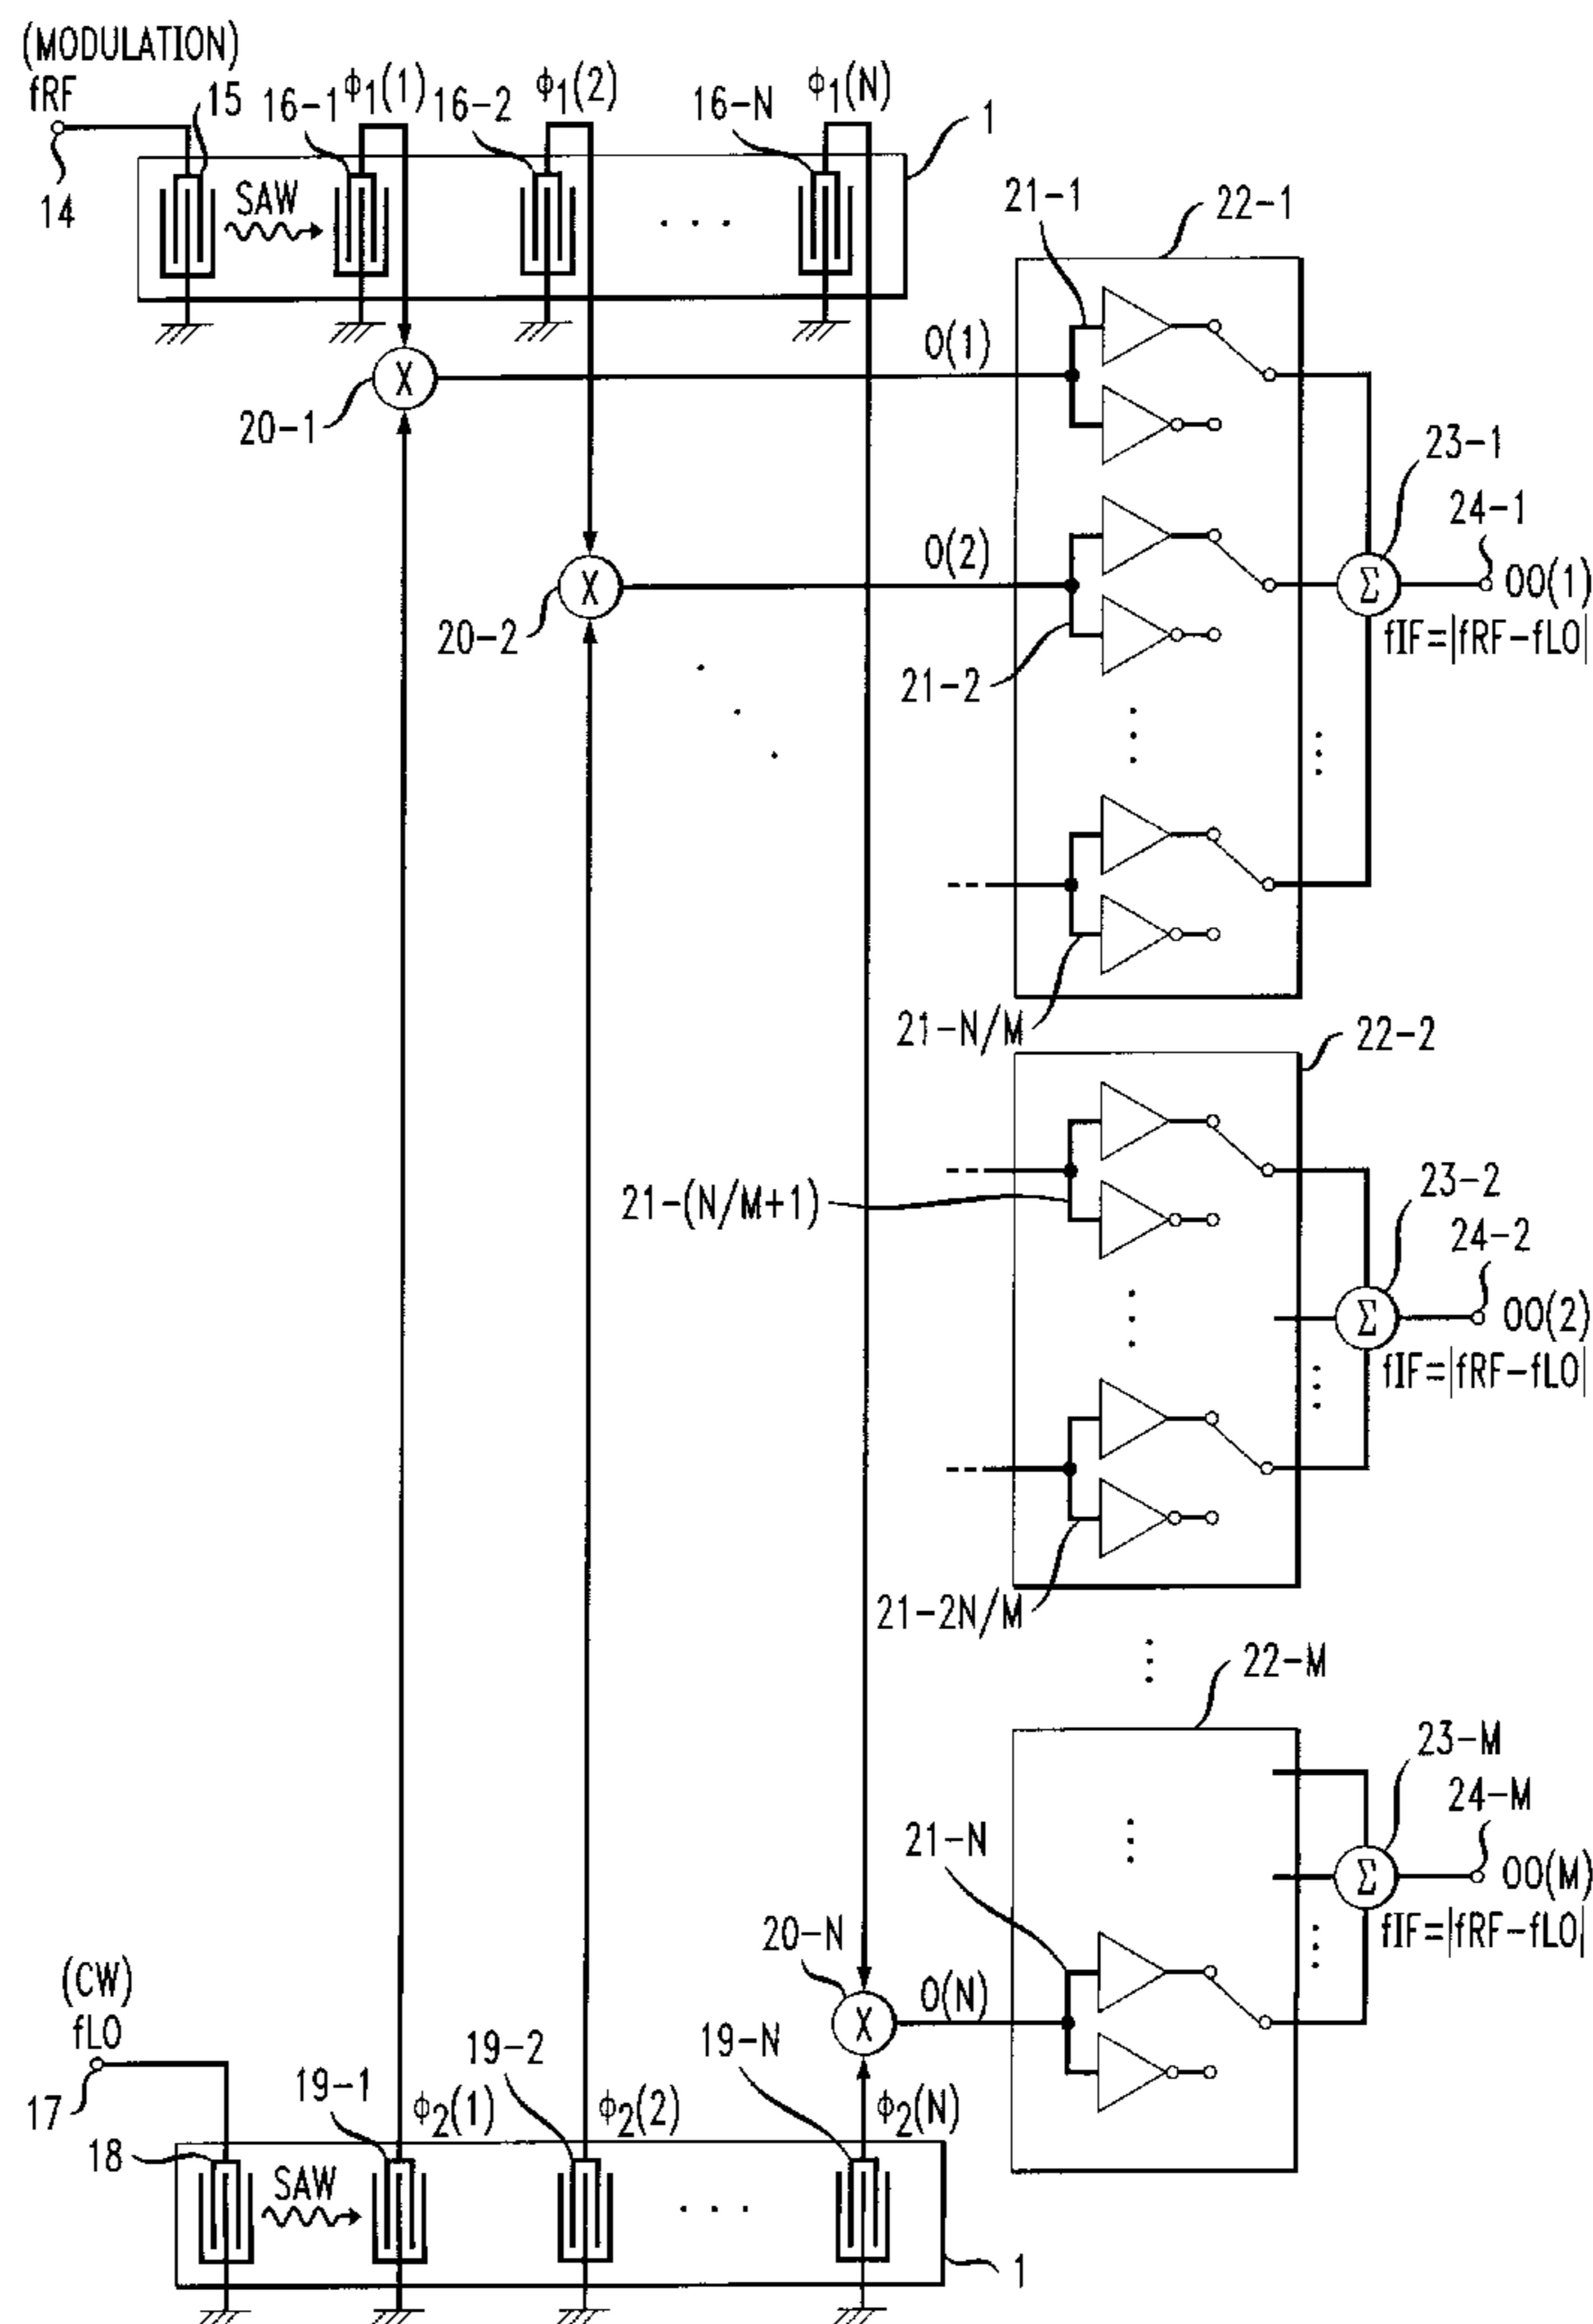 (MODULATION)
fRF
15
16-1
ϕ1(1)
16-2
ϕ1(2)
16-N
ϕ1(N)
1
14
SAW
21-1
22-1
20-1
X
O(1)
23-1
24-1
20-2
X
O(2)
Σ
OO(1)
fIF=|fRF-fLO|
21-2
21-N/M
22-2
21-(N/M+1)
23-2
24-2
Σ
OO(2)
fIF=|fRF-fLO|
21-2N/M
22-M
23-M
24-M
21-N
Σ
OO(M)
fIF=|fRF-fLO|
20-N
X
O(N)
(CW)
fLO
17
18
19-1
ϕ2(1)
19-2
ϕ2(2)
19-N
ϕ2(N)
SAW
1